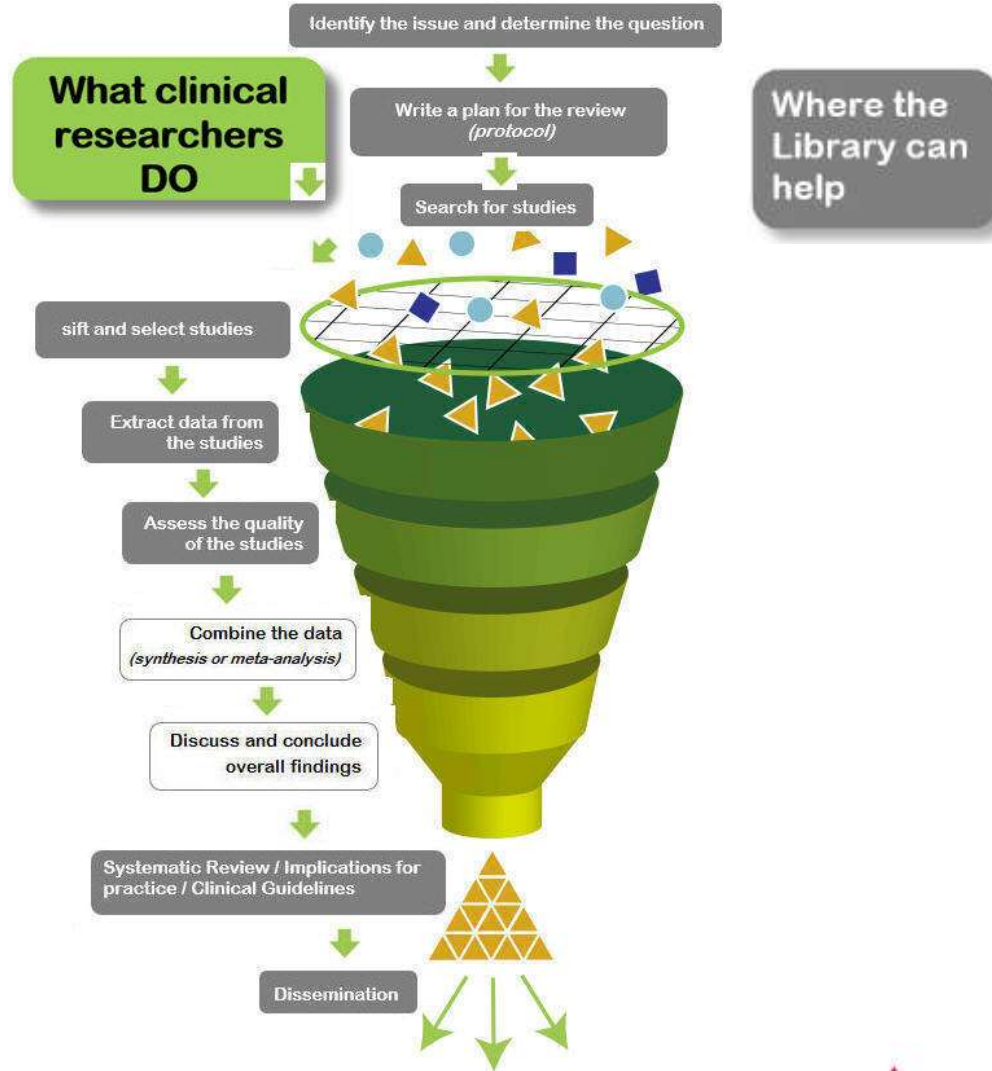 Identify the issue and determine the question
What clinical
researchers
DO
Write a plan for the review
(protocol)
Where the
Library can
help
Search for studies
sift and select studies
Extract data from
the studies
Assess the quality
of the studies
Combine the data
(synthesis or meta-analysis)
Discuss and conclude
overall findings
Systematic Review / Implications for
practice / Clinical Guidelines
Dissemination